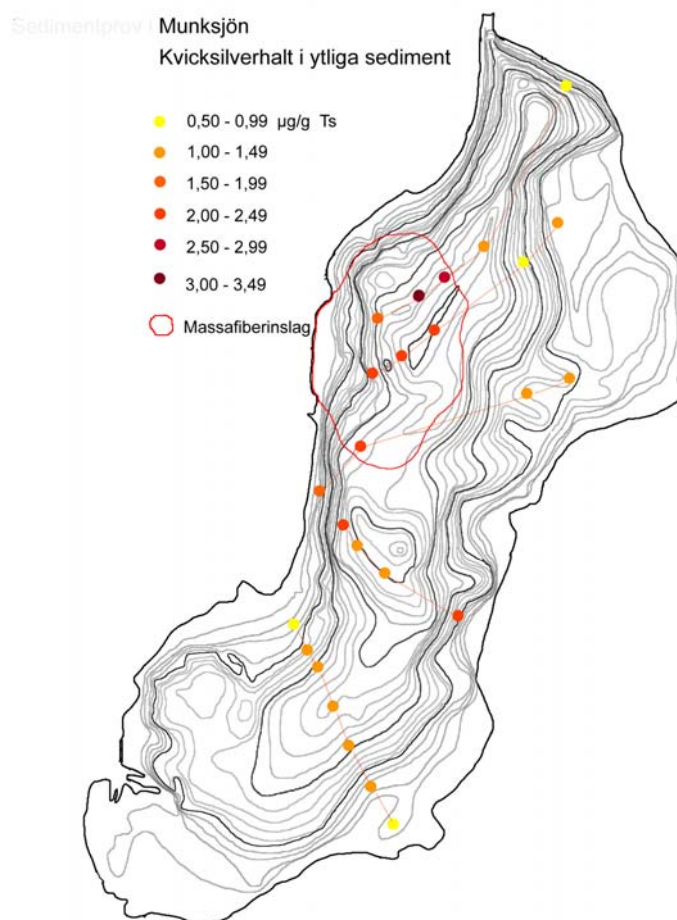 Sedimentprov i Munksjön
Kvicksilverhalt i ytliga sediment
0,50 - 0,99 µg/g Ts
1,00 - 1,49
1,50 - 1,99
2,00 - 2,49
2,50 - 2,99
3,00 - 3,49
Massafiberinslag